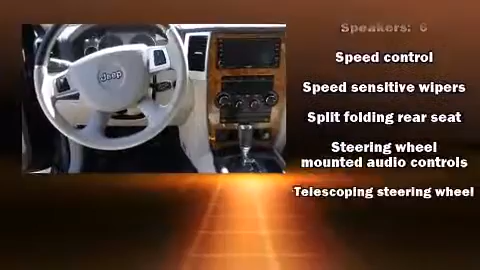 Speakers: 6
Speed control
Speed sensitive wipers
Split folding rear seat
Steering wheel
mounted audio controls
Telescoping steering wheel
Jeep